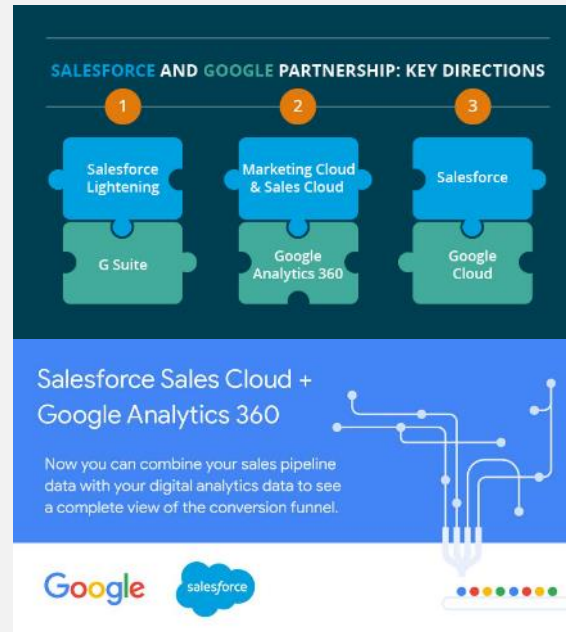 SALESFORCE AND GOOGLE PARTNERSHIP: KEY DIRECTIONS
1
2
3
Salesforce
Lightening
Marketing Cloud
& Sales Cloud
Salesforce
G Suite
Google
Analytics 360
Google
Cloud
Salesforce Sales Cloud +
Google Analytics 360
Now you can combine your sales pipeline
data with your digital analytics data to see
a complete view of the conversion funnel.
Google
salesforce